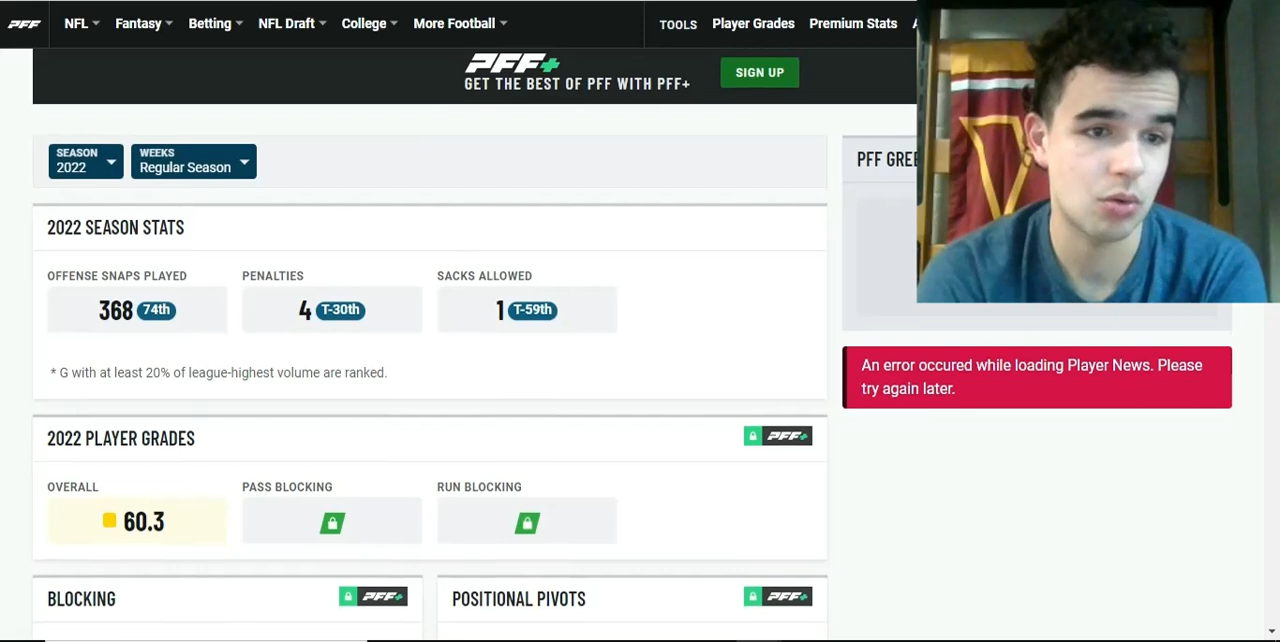 PFF NFL Fantasy Betting NFL Draft College More Football TOOLS Player Grades Premium Stats
PFF+
GET THE BEST OF PFF WITH PFF+
SIGN UP
SEASON
2022
WEEKS
Regular Season
PFF GREE
2022 SEASON STATS
OFFENSE SNAPS PLAYED PENALTIES SACKS ALLOWED
368 74th 4 T-30th 1 T-59th
* G with at least 20% of league-highest volume are ranked.
An error occured while loading Player News. Please
try again later.
2022 PLAYER GRADES PFF+
OVERALL PASS BLOCKING RUN BLOCKING
60.3
BLOCKING PFF+ POSITIONAL PIVOTS PFF+